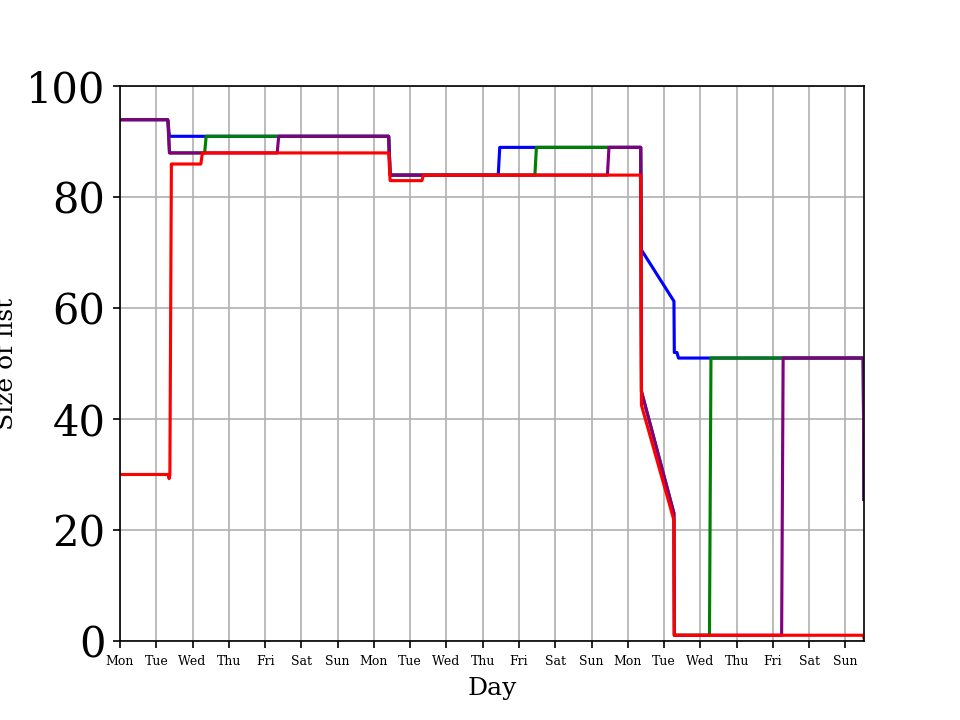 100
80
60
40
20
0
Size of list
Mon Tue Wed Thu Fri Sat Sun Mon Tue Wed Thu Fri Sat Sun Mon Tue Wed Thu Fri Sat Sun
Day